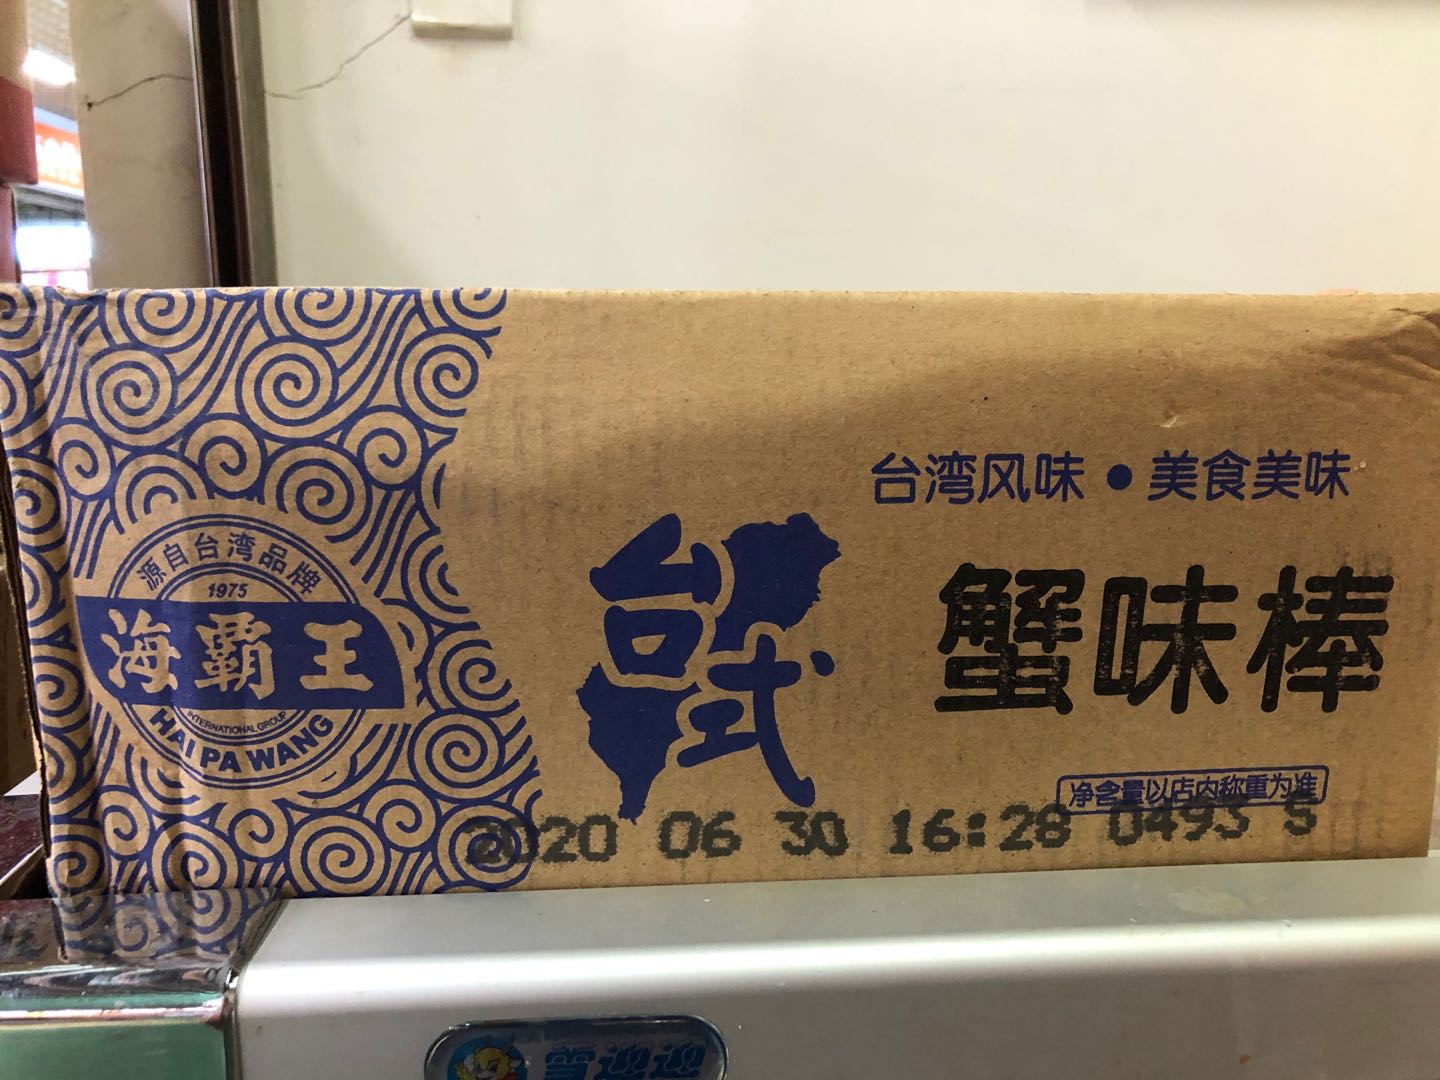 台湾风味·美食美味
源自台湾品牌
1975
海霸王
INTERNATIONAL GROUP
HAI PA WANG
台式
蟹味棒
净含量以店内称重为准
2020 06 30 16:28 0493 S